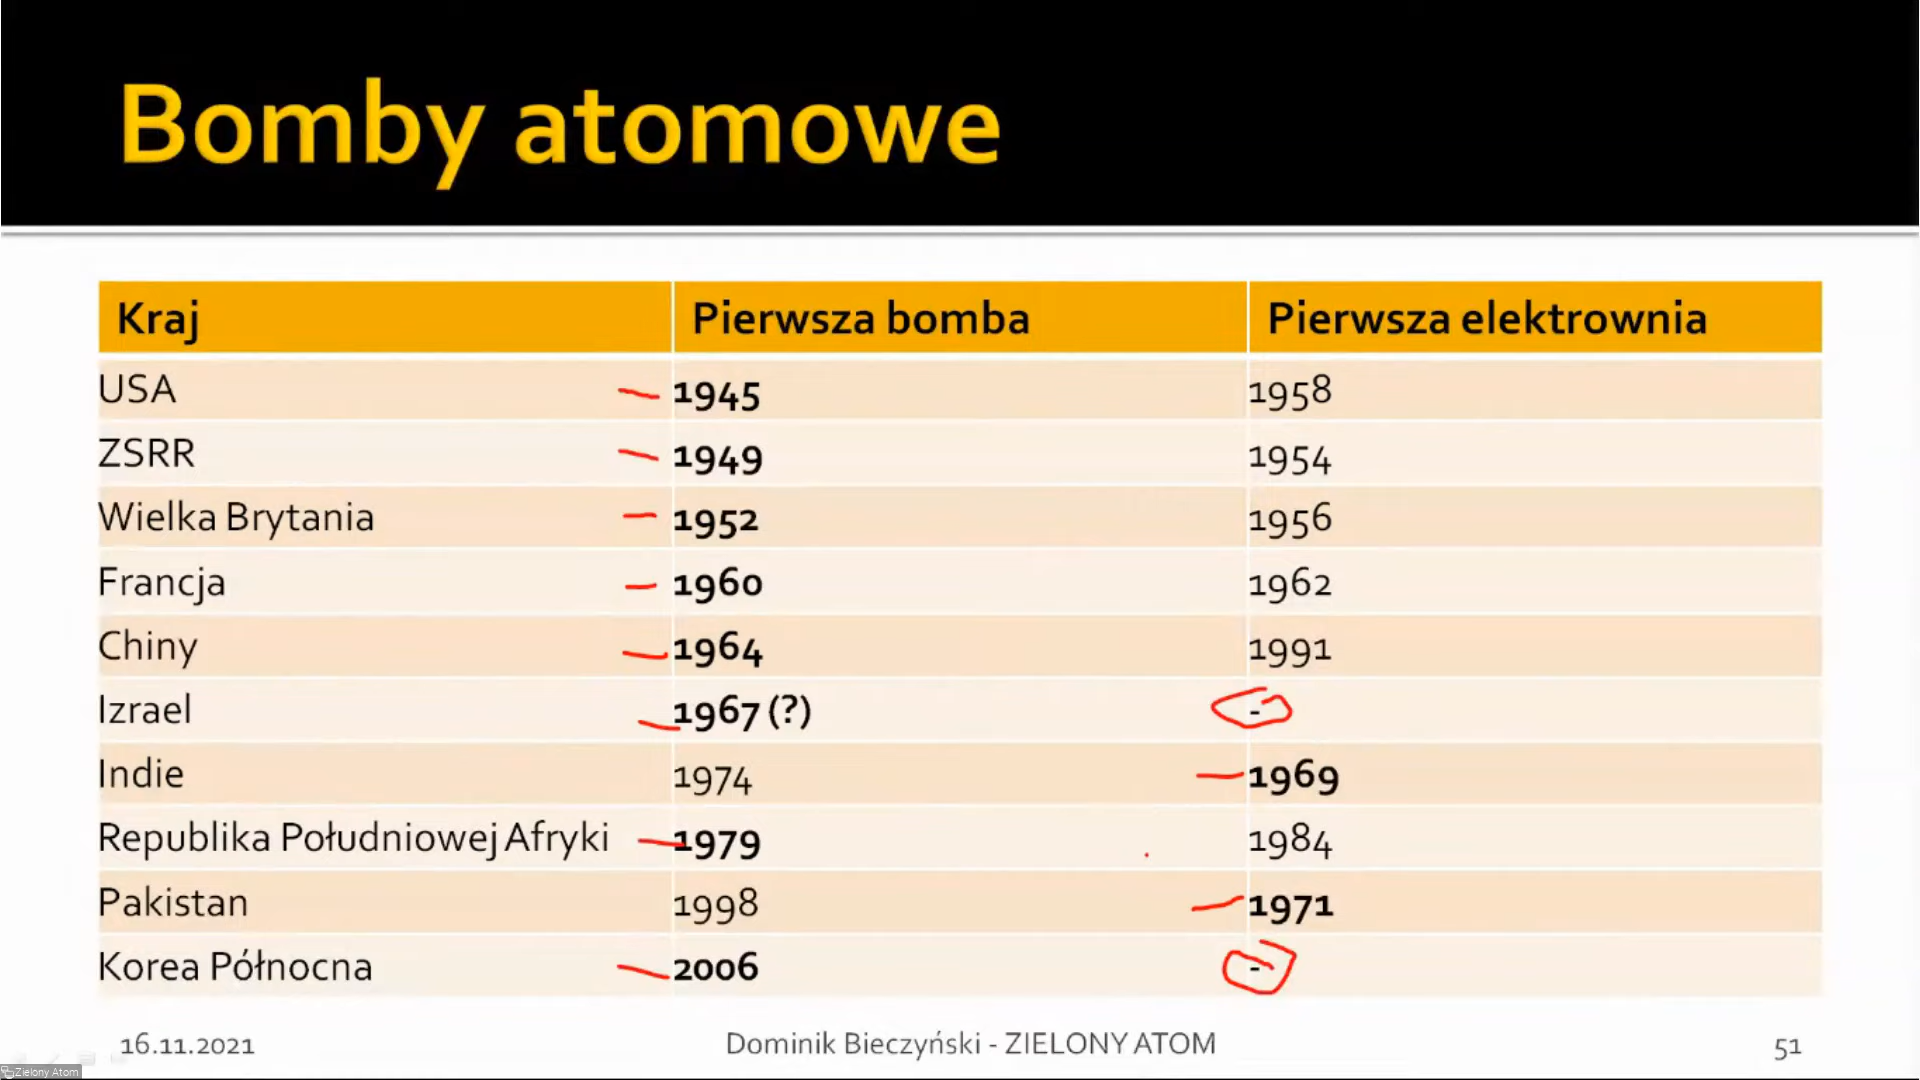 Bomby atomowe
Kraj Pierwsza bomba Pierwsza elektrownia
USA 1945 1958
ZSRR 1949 1954
Wielka Brytania 1952 1956
Francja 1960 1962
Chiny 1964 1991
Izrael 1967 (?) -
Indie 1974 1969
Republika Południowej Afryki 1979 1984
Pakistan 1998 1971
Korea Północna 2006 -
16.11.2021 Dominik Bieczyński - ZIELONY ATOM 51
Zielony Atom